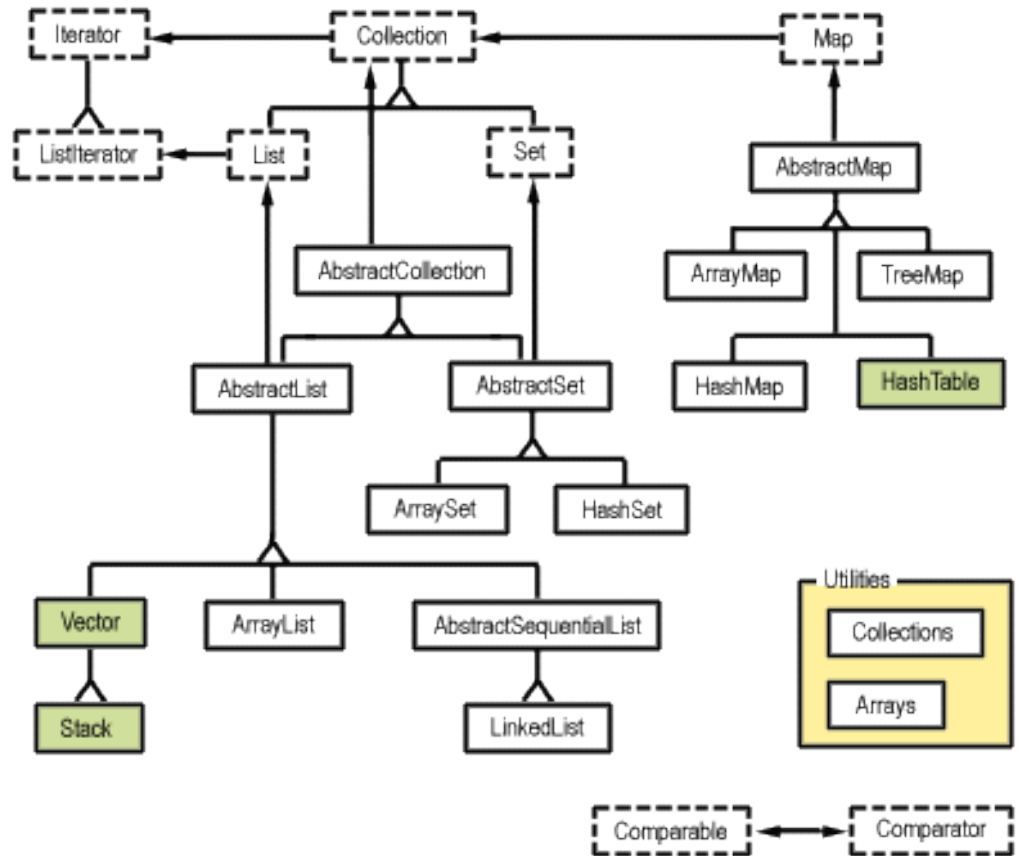 Iterator
Collection
Map
ListIterator
List
Set
AbstractMap
AbstractCollection
ArrayMap
TreeMap
AbstractList
AbstractSet
HashMap
HashTable
ArraySet
HashSet
Vector
ArrayList
AbstractSequentialList
Utilities
Collections
Stack
LinkedList
Arrays
Comparable
Comparator